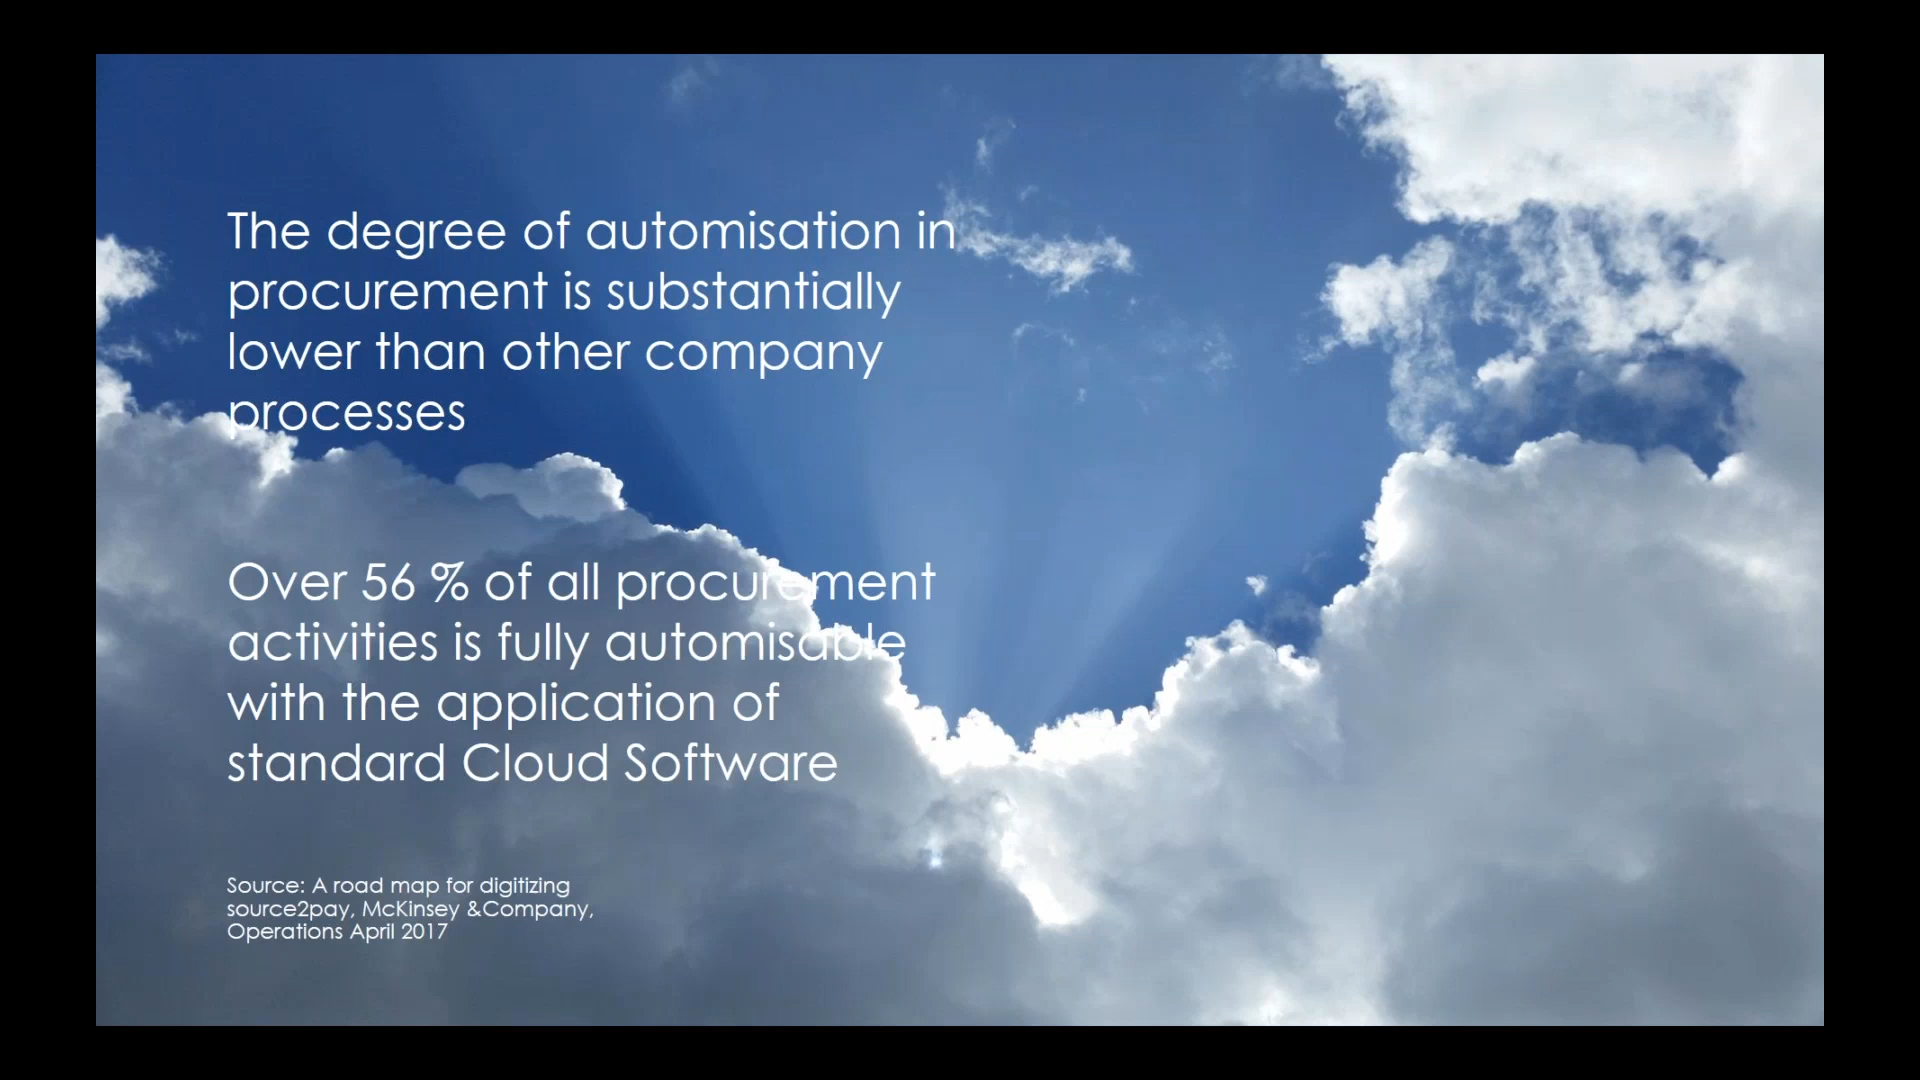 The degree of automisation in
procurement is substantially
lower than other company
processes
Over 56 % of all procurement
activities is fully automisable
with the application of
standard Cloud Software
Source: A road map for digitizing
source2pay, McKinsey &Company,
Operations April 2017